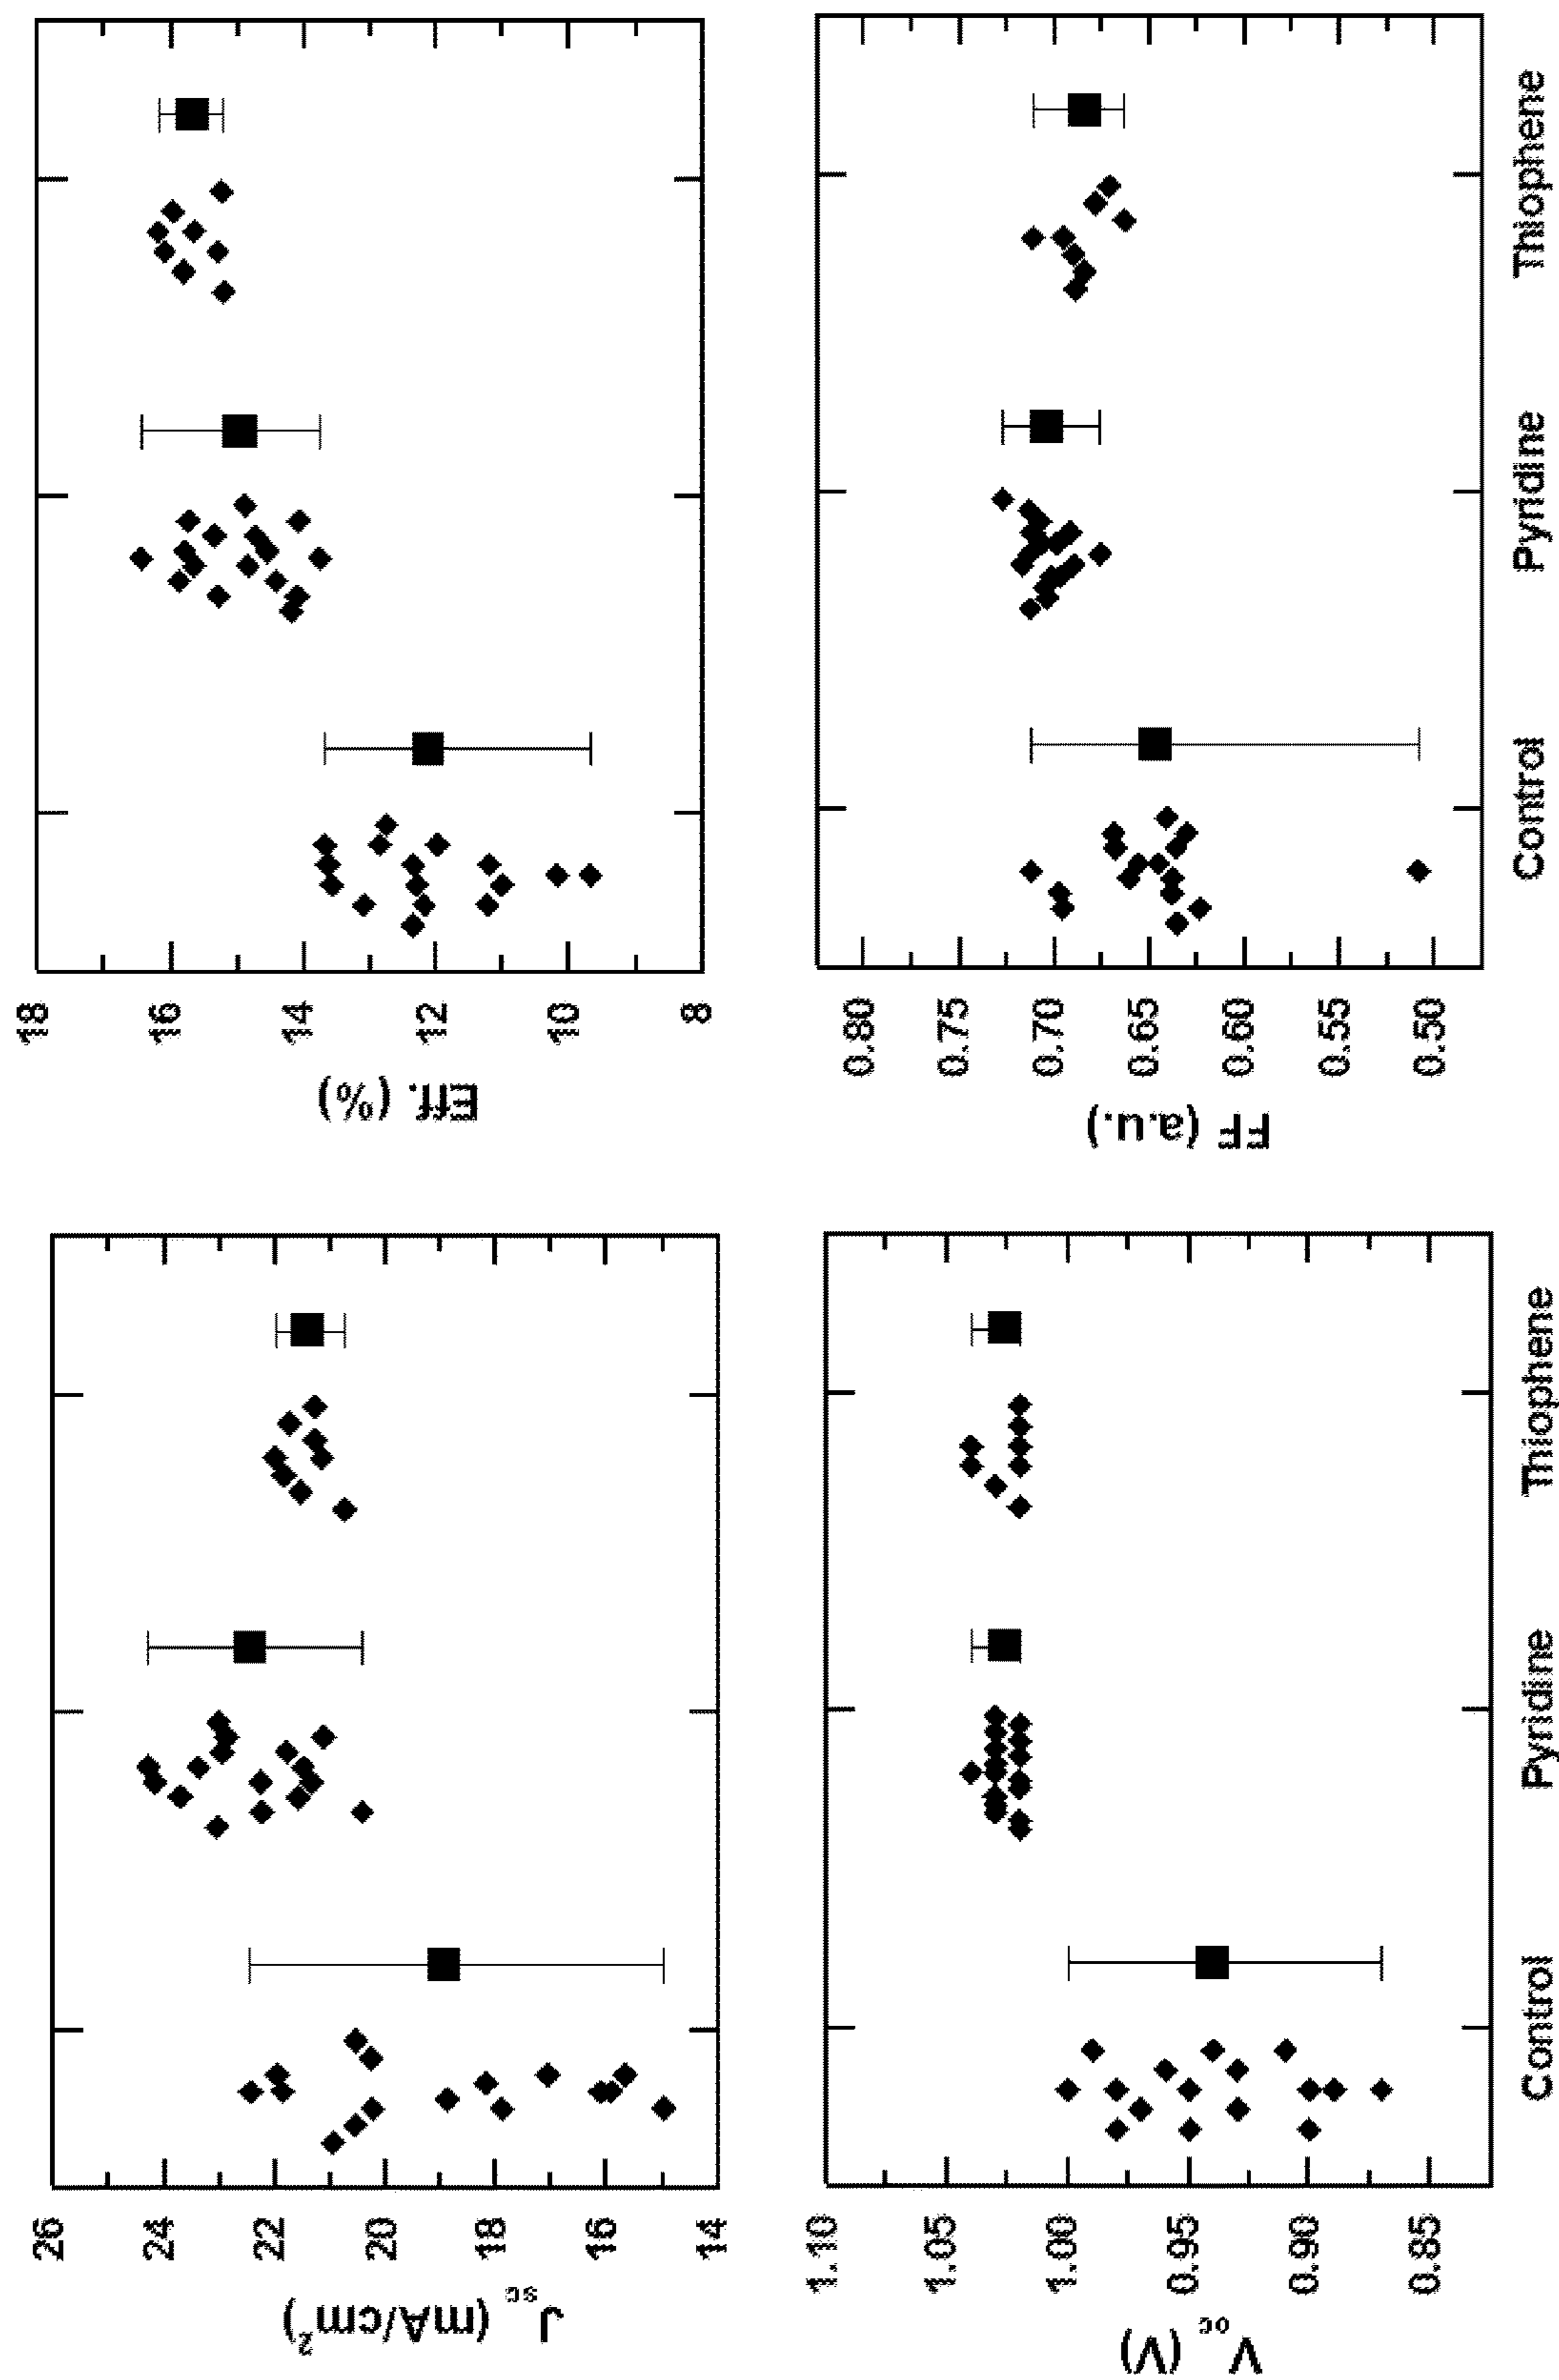 26
24
22
20
18
16
14
J_sc (mA/cm²)
18
16
14
12
10
8
Eff. (%)
1.10
1.05
1.00
0.95
0.90
0.85
V_oc (V)
Control
Pyridine
Thiophene
0.80
0.75
0.70
0.65
0.60
0.55
0.50
FF (a.u.)
Control
Pyridine
Thiophene